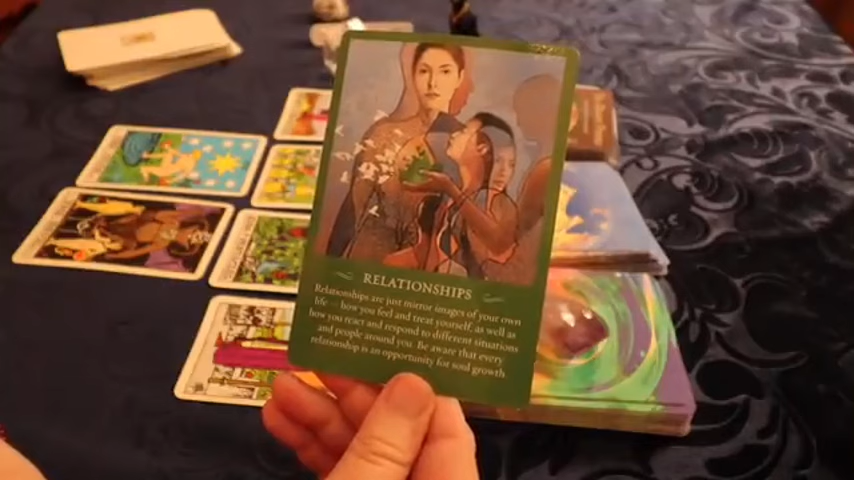 RELATIONSHIPS
Relationships are just mirror images of your own
life — how you feel and treat yourself, as well as
how you react and respond to different situations
and people around you. Be aware that every
relationship is an opportunity for soul growth.